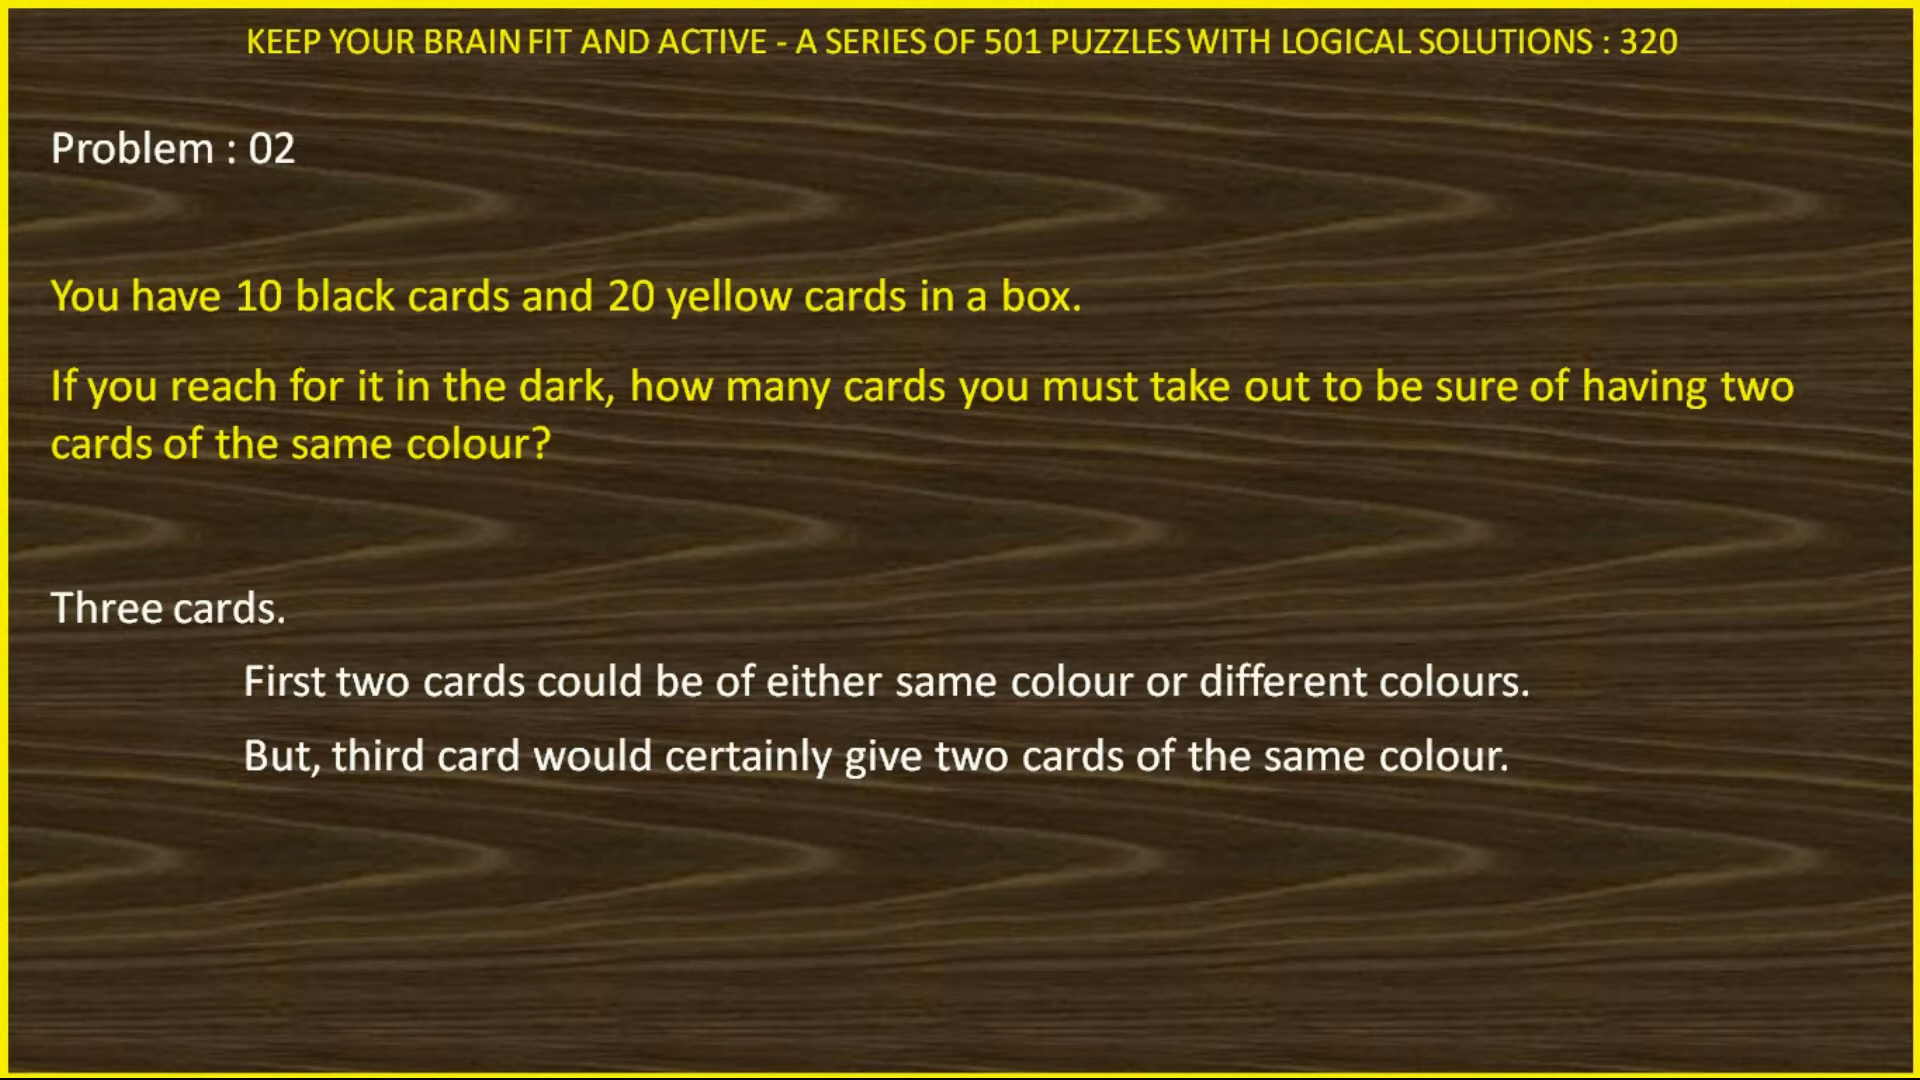 KEEP YOUR BRAIN FIT AND ACTIVE - A SERIES OF 501 PUZZLES WITH LOGICAL SOLUTIONS : 320
Problem : 02
You have 10 black cards and 20 yellow cards in a box.
If you reach for it in the dark, how many cards you must take out to be sure of having two
cards of the same colour?
Three cards.
First two cards could be of either same colour or different colours.
But, third card would certainly give two cards of the same colour.